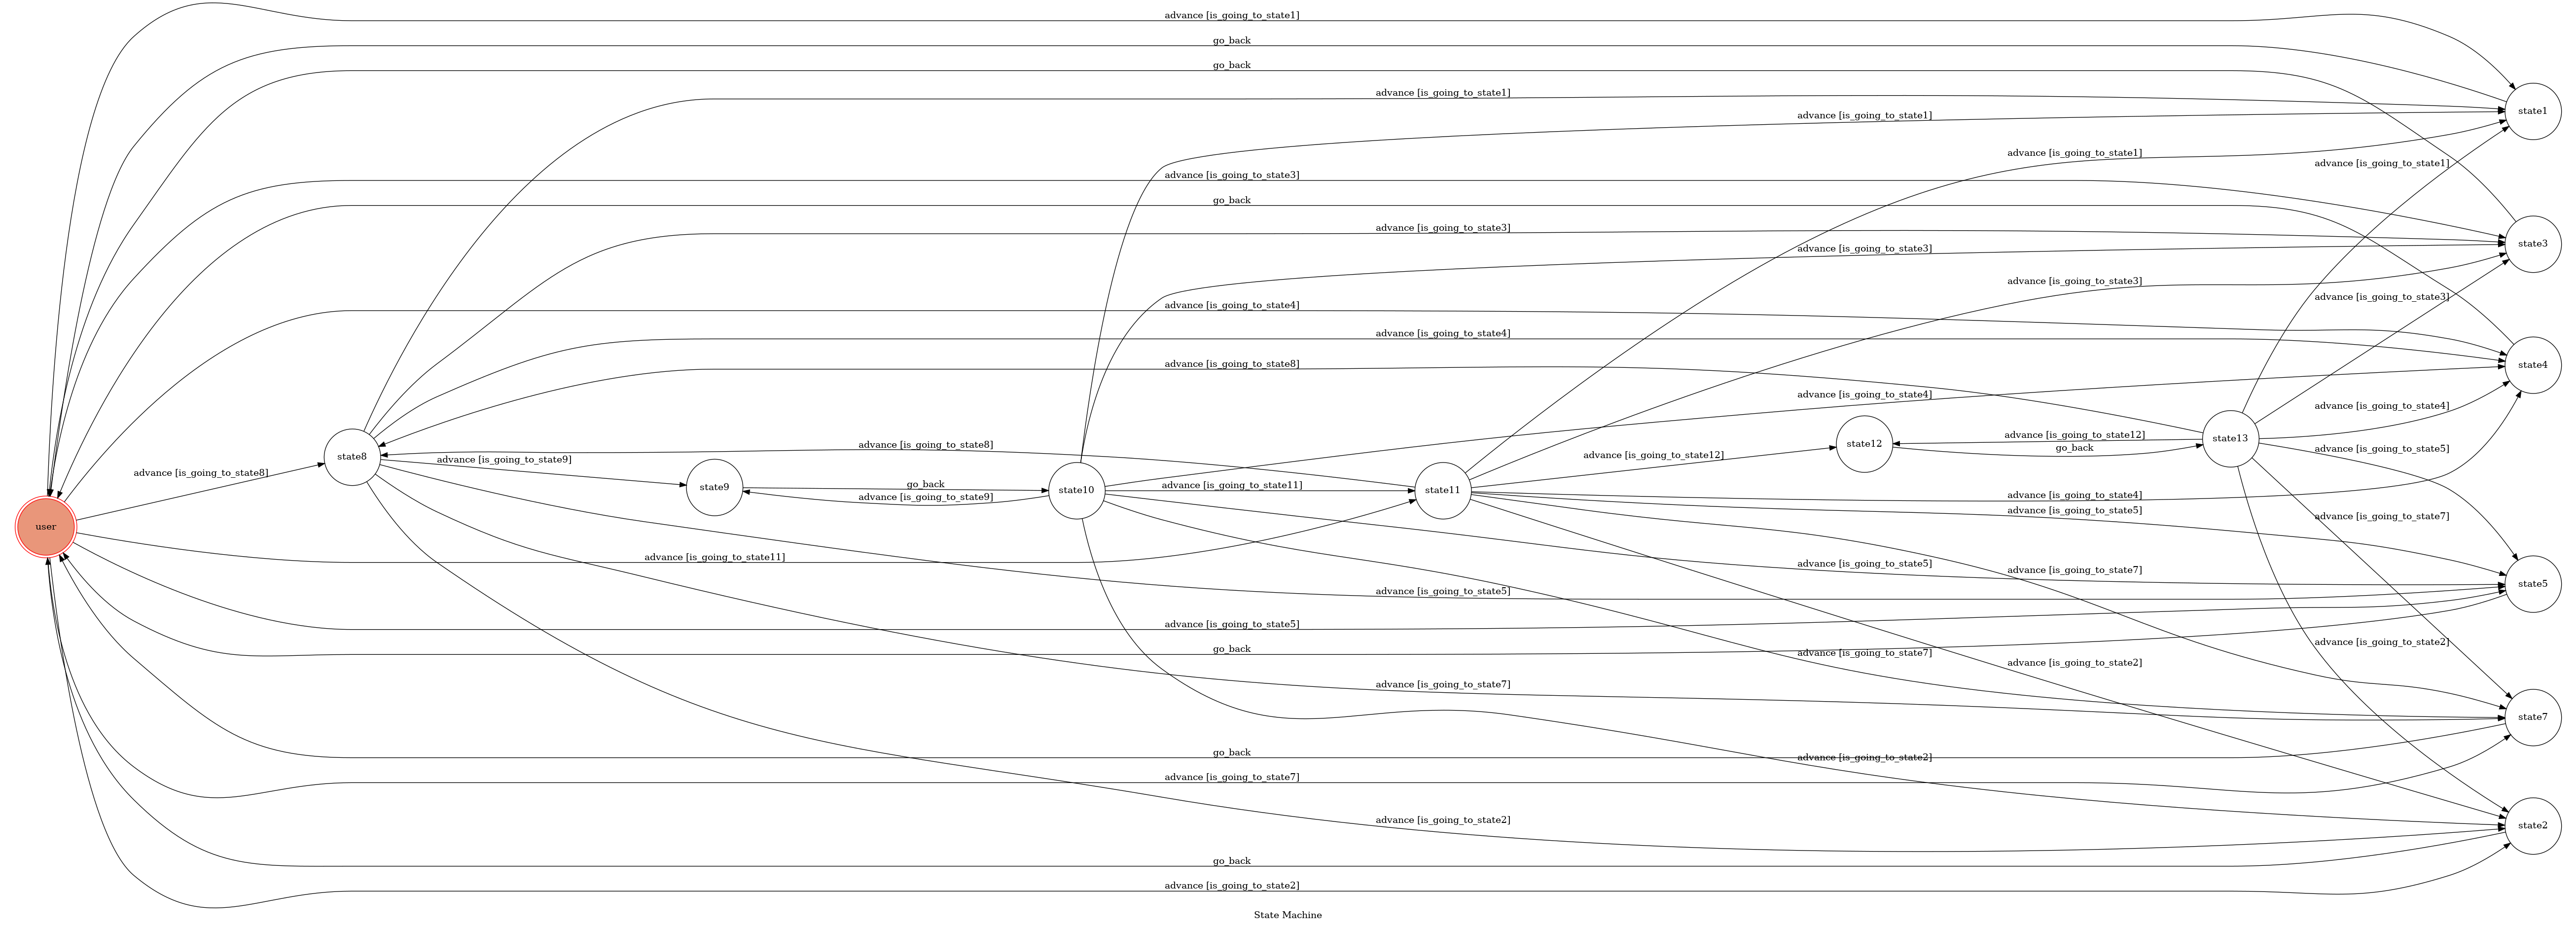 advance [is_going_to_state1]
go_back
go_back
advance [is_going_to_state1]
state1
advance [is_going_to_state1]
advance [is_going_to_state1]
advance [is_going_to_state1]
advance [is_going_to_state3]
go_back
advance [is_going_to_state3]
state3
advance [is_going_to_state3]
advance [is_going_to_state3]
advance [is_going_to_state3]
advance [is_going_to_state4]
advance [is_going_to_state4]
advance [is_going_to_state8]
state4
advance [is_going_to_state4]
advance [is_going_to_state4]
advance [is_going_to_state12]
state13
state12
advance [is_going_to_state8]
go_back
advance [is_going_to_state5]
advance [is_going_to_state12]
state8
advance [is_going_to_state9]
advance [is_going_to_state8]
go_back
advance [is_going_to_state11]
state9
state10
state11
advance [is_going_to_state9]
advance [is_going_to_state4]
advance [is_going_to_state5]
advance [is_going_to_state7]
user
advance [is_going_to_state11]
advance [is_going_to_state5]
advance [is_going_to_state7]
state5
advance [is_going_to_state5]
advance [is_going_to_state5]
advance [is_going_to_state2]
go_back
advance [is_going_to_state7]
advance [is_going_to_state2]
advance [is_going_to_state7]
state7
go_back
advance [is_going_to_state2]
advance [is_going_to_state7]
advance [is_going_to_state2]
state2
go_back
advance [is_going_to_state2]
State Machine